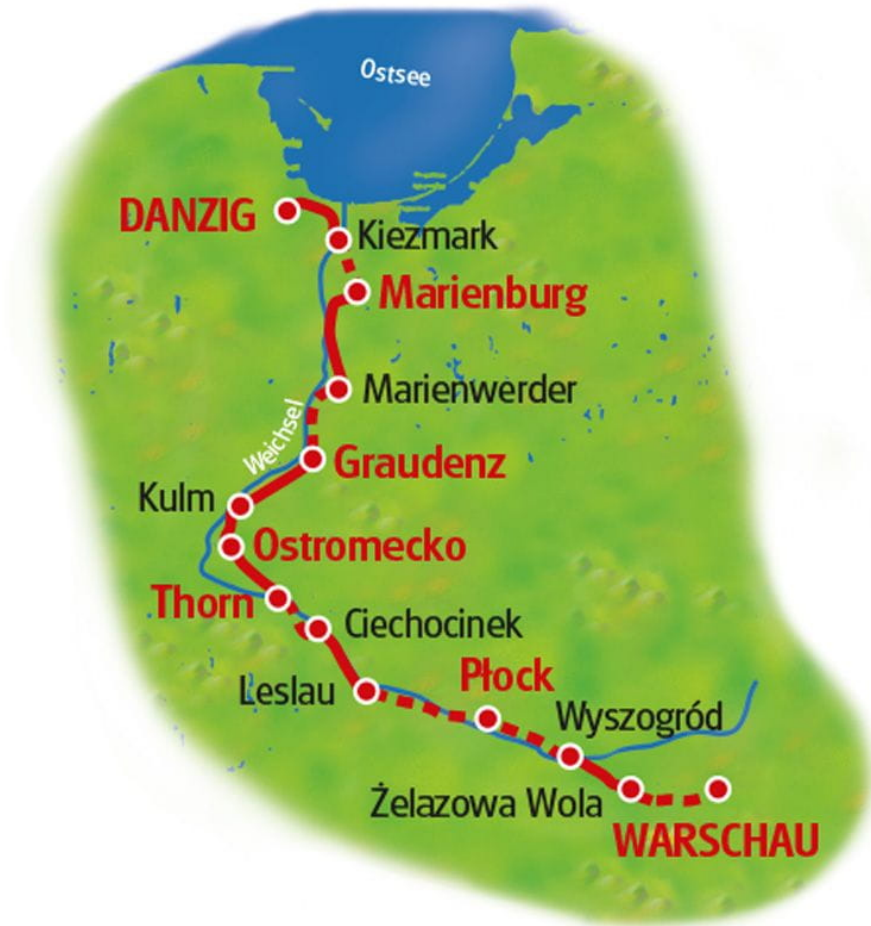 Ostsee
DANZIG
Kiezmark
Marienburg
Marienwerder
Weichsel
Graudenz
Kulm
Ostromecko
Thorn
Ciechocinek
Leslau
Płock
Wyszogród
Żelazowa Wola
WARSCHAU